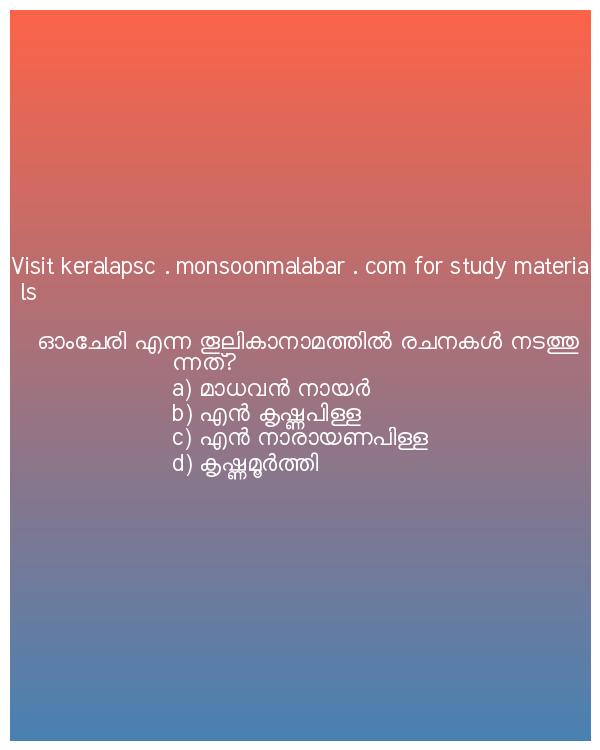 Visit keralapsc . monsoonmalabar . com for study materia
ls
ഓംചേരി എന്ന തൂലികാനാമത്തിൽ രചനകൾ നടത്തു
ന്നത്?
a) മാധവൻ നായർ
b) എൻ കൃഷ്ണപിള്ള
c) എൻ നാരായണപിള്ള
d) കൃഷ്ണമൂർത്തി